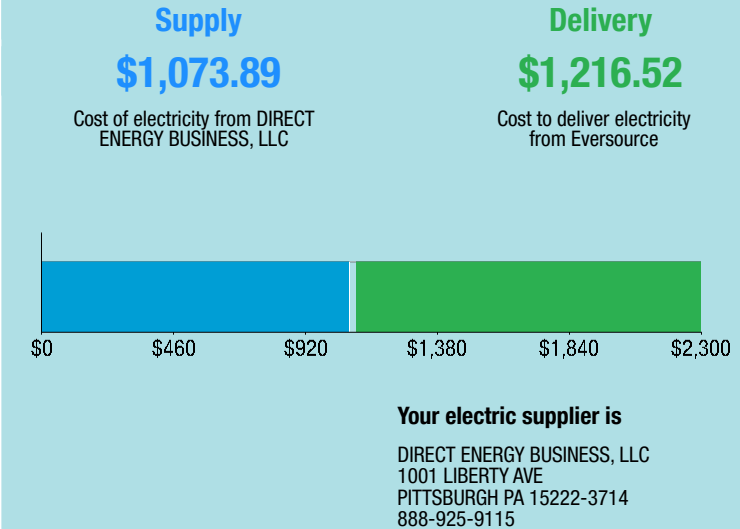 Supply
$1,073.89
Cost of electricity from DIRECT
ENERGY BUSINESS, LLC
Delivery
$1,216.52
Cost to deliver electricity
from Eversource
$0 $460 $920 $1,380 $1,840 $2,300
Your electric supplier is
DIRECT ENERGY BUSINESS, LLC
1001 LIBERTY AVE
PITTSBURGH PA 15222-3714
888-925-9115